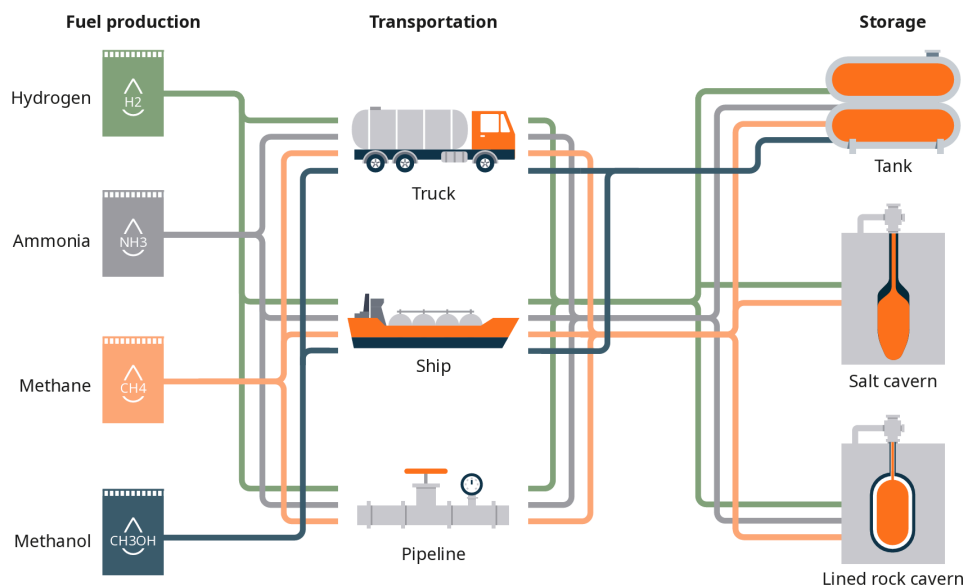 Fuel production
Transportation
Storage
Hydrogen
H2
Ammonia
NH3
Methane
CH4
Methanol
CH3OH
Truck
Ship
Pipeline
Tank
Salt cavern
Lined rock cavern